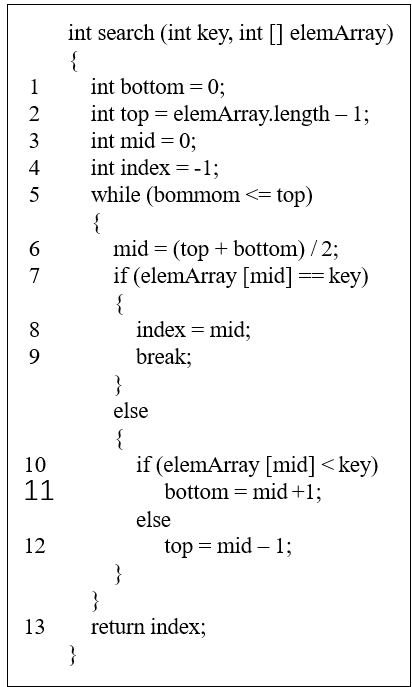 int search (int key, int [] elemArray)
{
1 int bottom = 0;
2 int top = elemArray.length – 1;
3 int mid = 0;
4 int index = -1;
5 while (bommom <= top)
{
6 mid = (top + bottom) / 2;
7 if (elemArray [mid] == key)
{
8 index = mid;
9 break;
}
else
{
10 if (elemArray [mid] < key)
11 bottom = mid +1;
else
12 top = mid – 1;
}
}
13 return index;
}